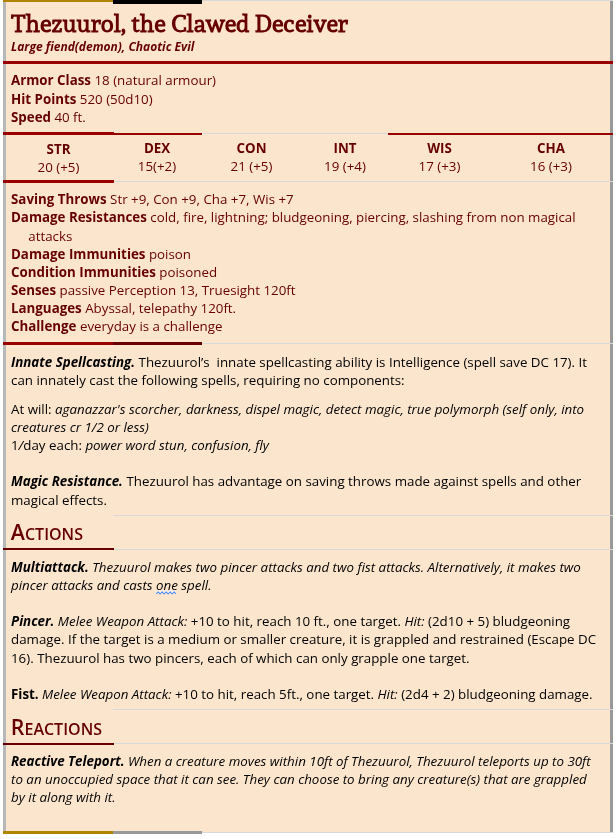 Thezuurol, the Clawed Deceiver
Large fiend(demon), Chaotic Evil
Armor Class 18 (natural armour)
Hit Points 520 (50d10)
Speed 40 ft.
STR DEX CON INT WIS CHA
20 (+5) 15(+2) 21 (+5) 19 (+4) 17 (+3) 16 (+3)
Saving Throws Str +9, Con +9, Cha +7, Wis +7
Damage Resistances cold, fire, lightning; bludgeoning, piercing, slashing from non magical
attacks
Damage Immunities poison
Condition Immunities poisoned
Senses passive Perception 13, Truesight 120ft
Languages Abyssal, telepathy 120ft.
Challenge everyday is a challenge
Innate Spellcasting. Thezuurol’s innate spellcasting ability is Intelligence (spell save DC 17). It
can innately cast the following spells, requiring no components:
At will: aganazzar's scorcher, darkness, dispel magic, detect magic, true polymorph (self only, into
creatures cr 1/2 or less)
1/day each: power word stun, confusion, fly
Magic Resistance. Thezuurol has advantage on saving throws made against spells and other
magical effects.
ACTIONS
Multiattack. Thezuurol makes two pincer attacks and two fist attacks. Alternatively, it makes two
pincer attacks and casts one spell.
Pincer. Melee Weapon Attack: +10 to hit, reach 10 ft., one target. Hit: (2d10 + 5) bludgeoning
damage. If the target is a medium or smaller creature, it is grappled and restrained (Escape DC
16). Thezuurol has two pincers, each of which can only grapple one target.
Fist. Melee Weapon Attack: +10 to hit, reach 5ft., one target. Hit: (2d4 + 2) bludgeoning damage.
REACTIONS
Reactive Teleport. When a creature moves within 10ft of Thezuurol, Thezuurol teleports up to 30ft
to an unoccupied space that it can see. They can choose to bring any creature(s) that are grappled
by it along with it.